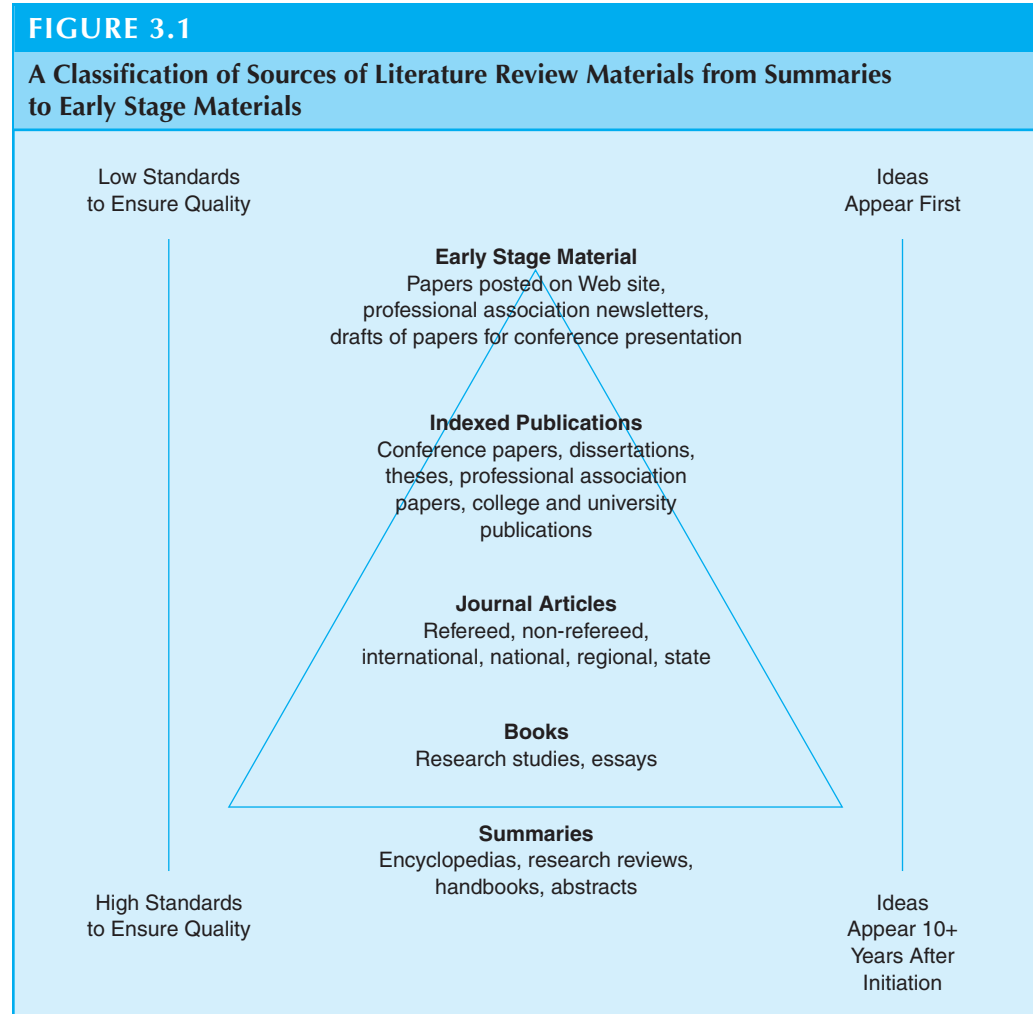 FIGURE 3.1
A Classification of Sources of Literature Review Materials from Summaries
to Early Stage Materials
Low Standards
to Ensure Quality
Ideas
Appear First
Early Stage Material
Papers posted on Web site,
professional association newsletters,
drafts of papers for conference presentation
Indexed Publications
Conference papers, dissertations,
theses, professional association
papers, college and university
publications
Journal Articles
Refereed, non-refereed,
international, national, regional, state
Books
Research studies, essays
Summaries
Encyclopedias, research reviews,
handbooks, abstracts
High Standards
to Ensure Quality
Ideas
Appear 10+
Years After
Initiation